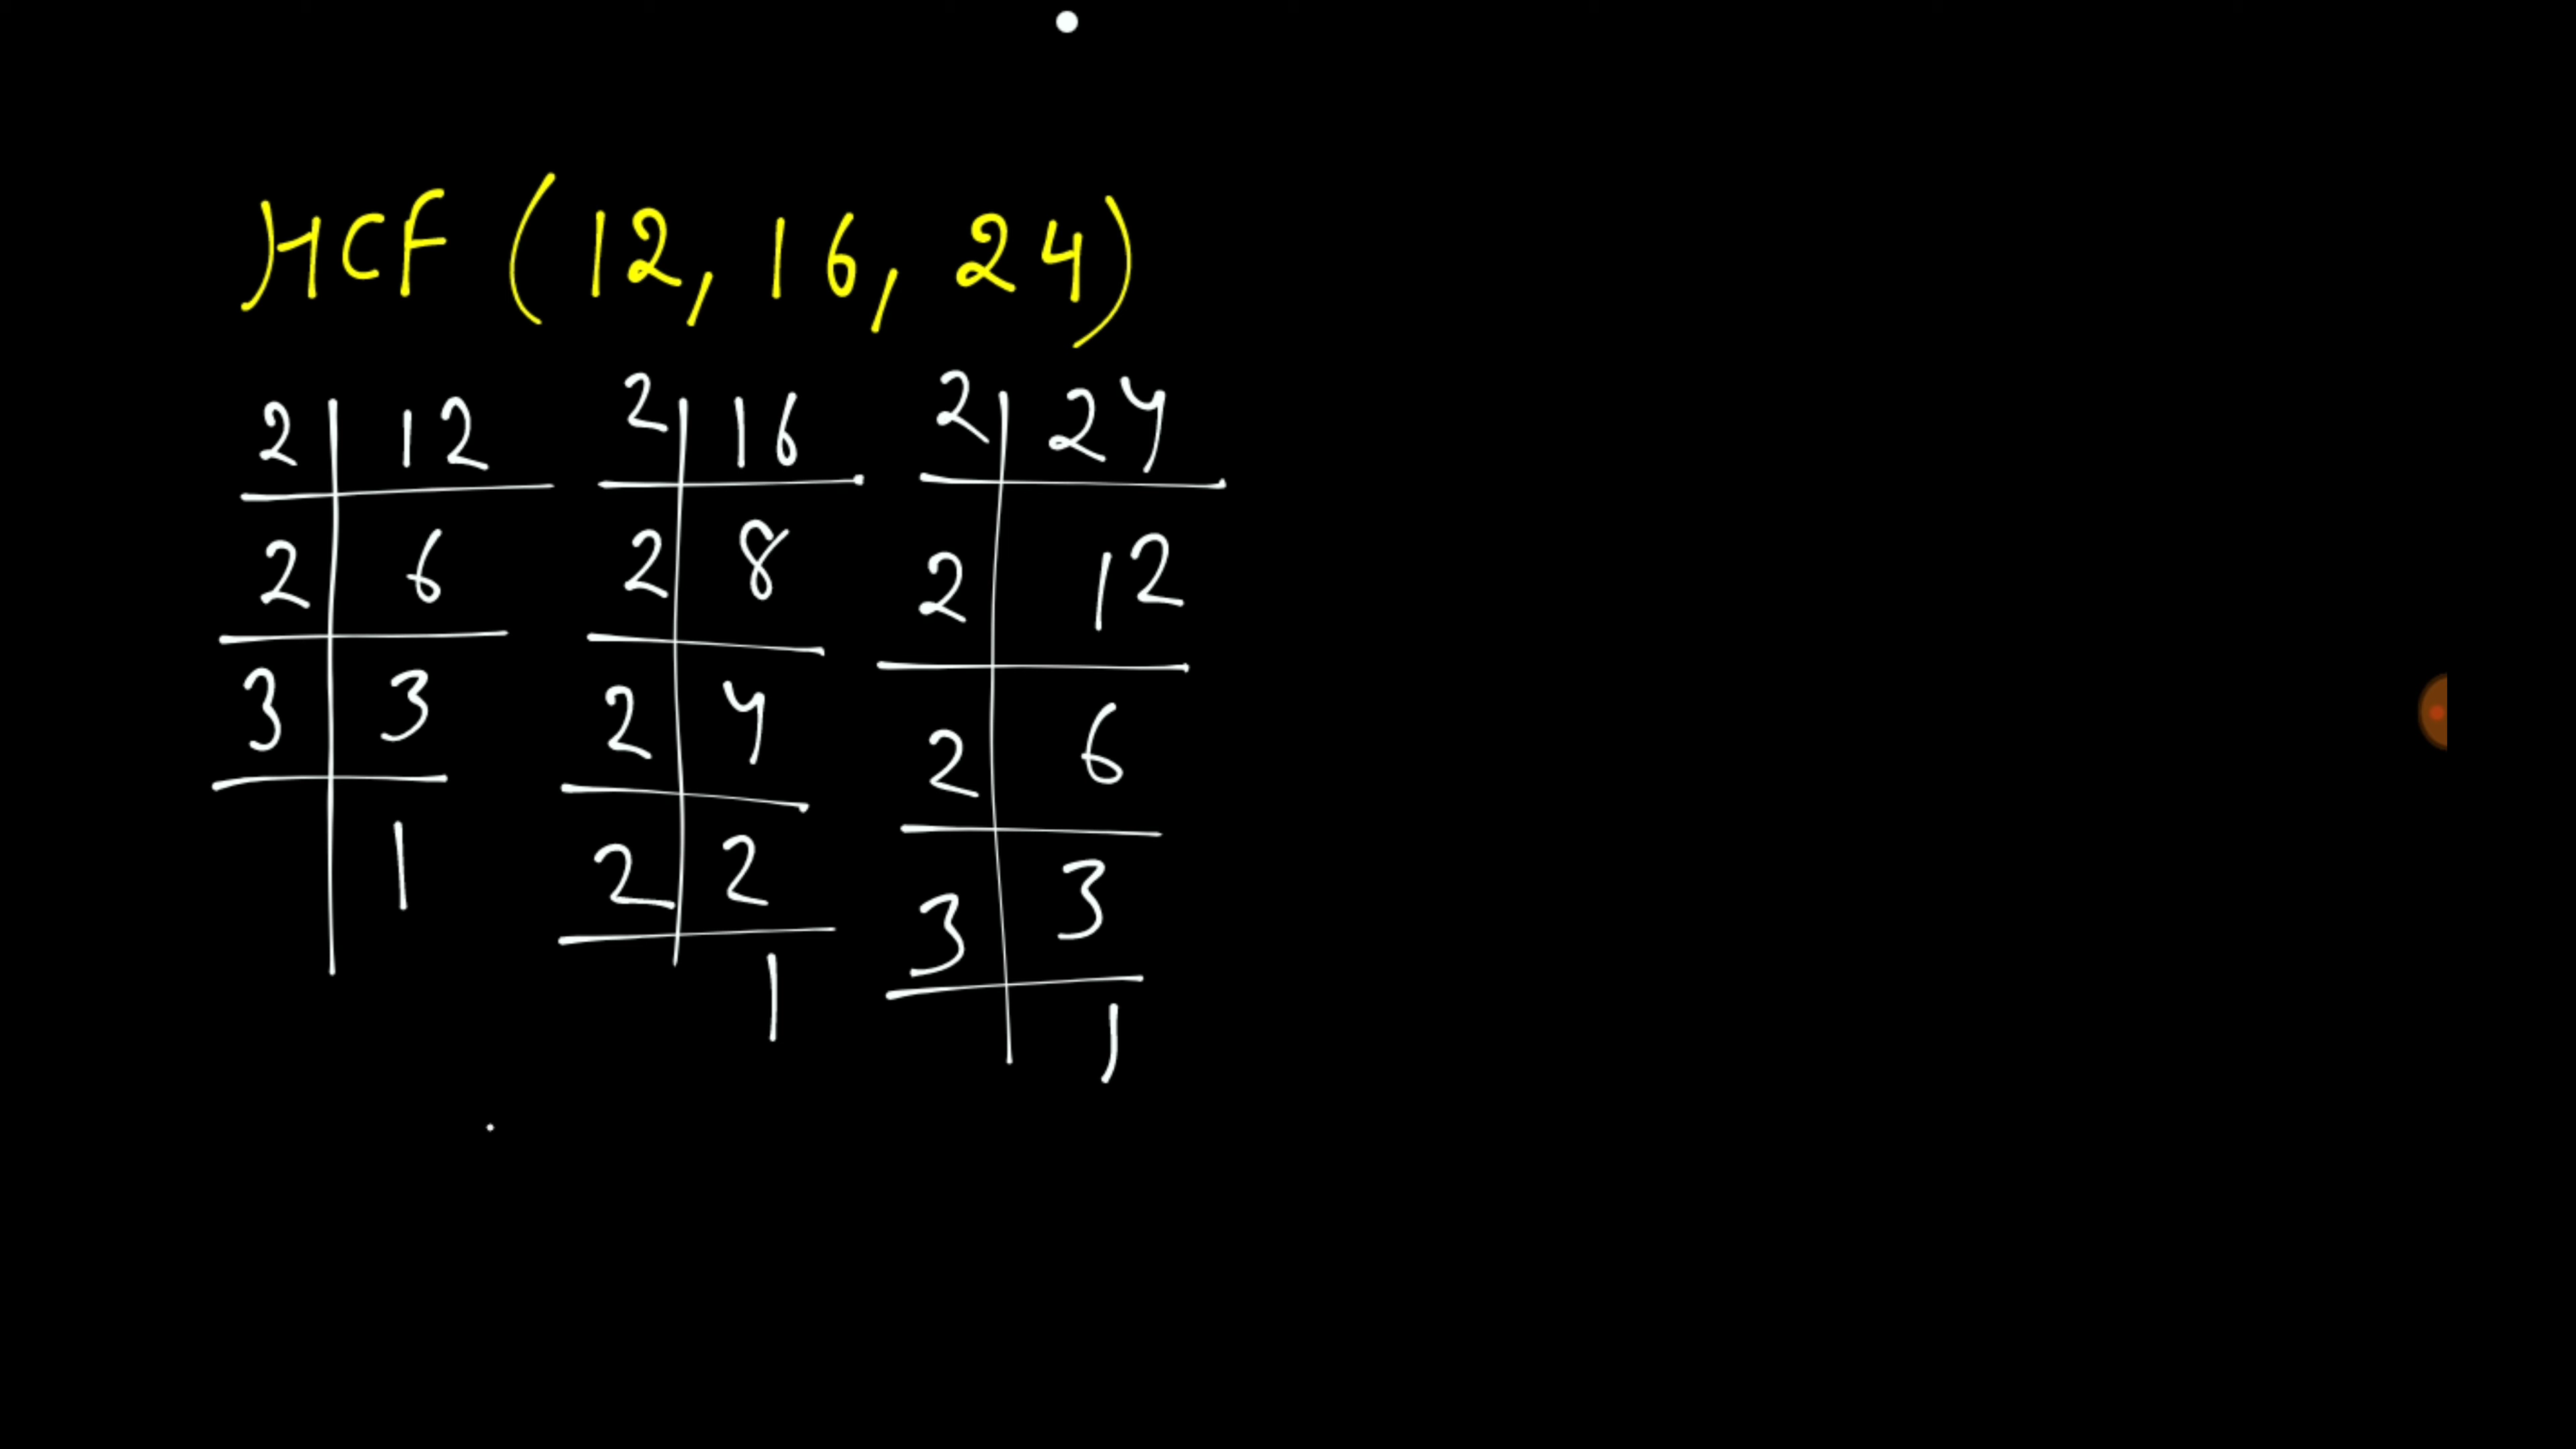 HCF (12, 16, 24)
2 | 12   2 | 16   2 | 24
2 | 6   2 | 8   2 | 12
3 | 3   2 | 4   2 | 6
| 1   2 | 2   3 | 3
1   | 1